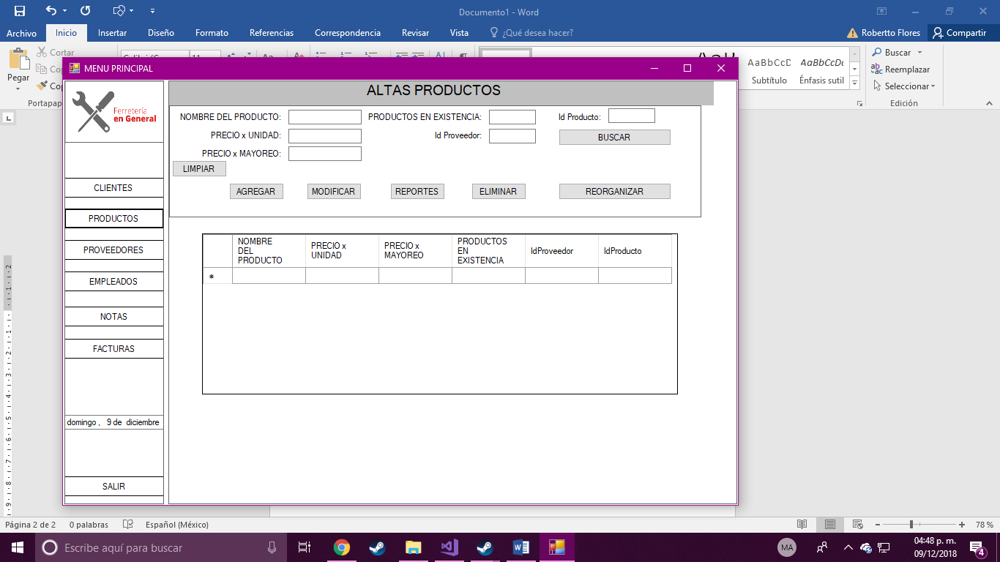 Documento1 - Word
Archivo Inicio Insertar Diseño Formato Referencias Correspondencia Revisar Vista ¿Qué desea hacer? Robertto Flores Compartir
Cortar
Pegar
Portapap
AaBbCcD AaBbCcDc
Subtítulo Énfasis sutil
Buscar
Reemplazar
Seleccionar
Edición
MENU PRINCIPAL
Ferretería
en General
CLIENTES
PRODUCTOS
PROVEEDORES
EMPLEADOS
NOTAS
FACTURAS
domingo , 9 de diciembre
SALIR
ALTAS PRODUCTOS
NOMBRE DEL PRODUCTO: PRODUCTOS EN EXISTENCIA: Id Producto:
PRECIO x UNIDAD: Id Proveedor: BUSCAR
PRECIO x MAYOREO:
LIMPIAR
AGREGAR MODIFICAR REPORTES ELIMINAR REORGANIZAR
NOMBRE DEL PRODUCTO PRECIO x UNIDAD PRECIO x MAYOREO PRODUCTOS EN EXISTENCIA IdProveedor IdProducto
Página 2 de 2 0 palabras Español (México) 78 %
Escribe aquí para buscar
MA
04:48 p. m.
09/12/2018
4